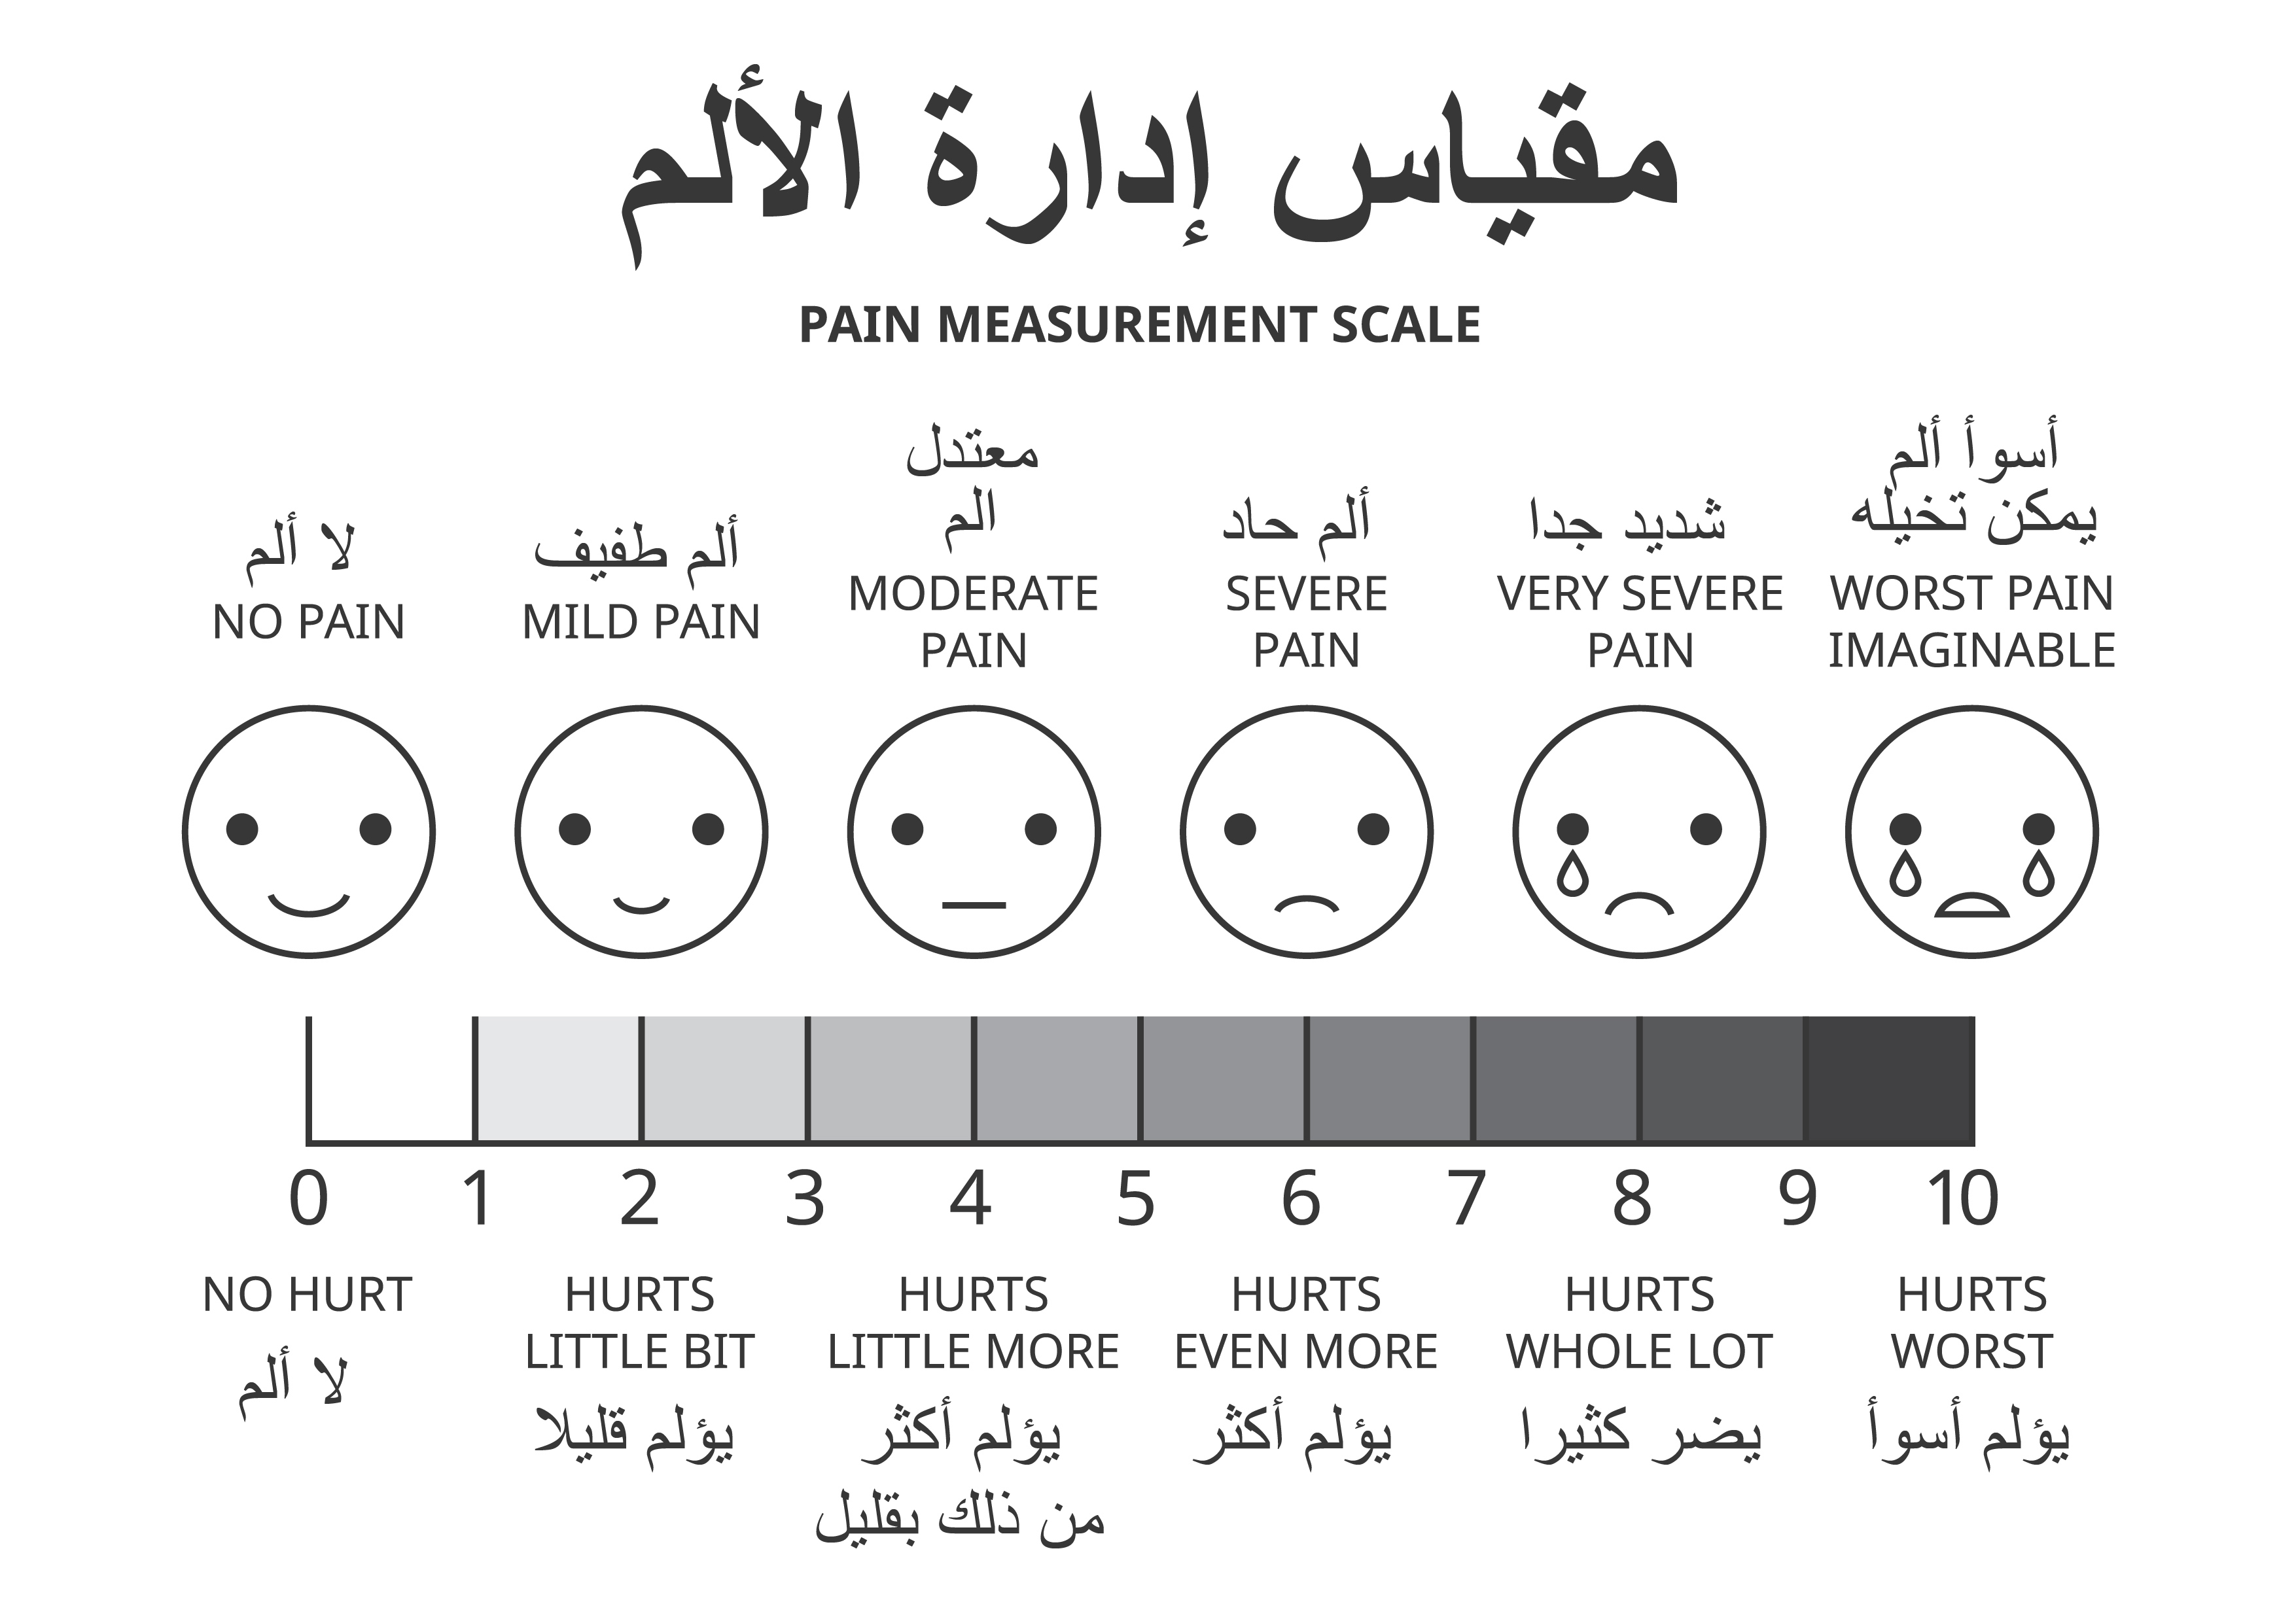 مقياس إدارة الألم
PAIN MEASUREMENT SCALE
لا ألم
NO PAIN
ألم طفيف
MILD PAIN
معتدل
الم
MODERATE
PAIN
ألم حاد
SEVERE
PAIN
شديد جدا
VERY SEVERE
PAIN
أسوأ ألم
يمكن تخيله
WORST PAIN
IMAGINABLE
0 1 2 3 4 5 6 7 8 9 10
NO HURT
لا ألم
HURTS
LITTLE BIT
يؤلم قليلا
HURTS
LITTLE MORE
يؤلم أكثر
من ذلك بقليل
HURTS
EVEN MORE
يؤلم أكثر
HURTS
WHOLE LOT
يضر كثيرا
HURTS
WORST
يؤلم أسوأ